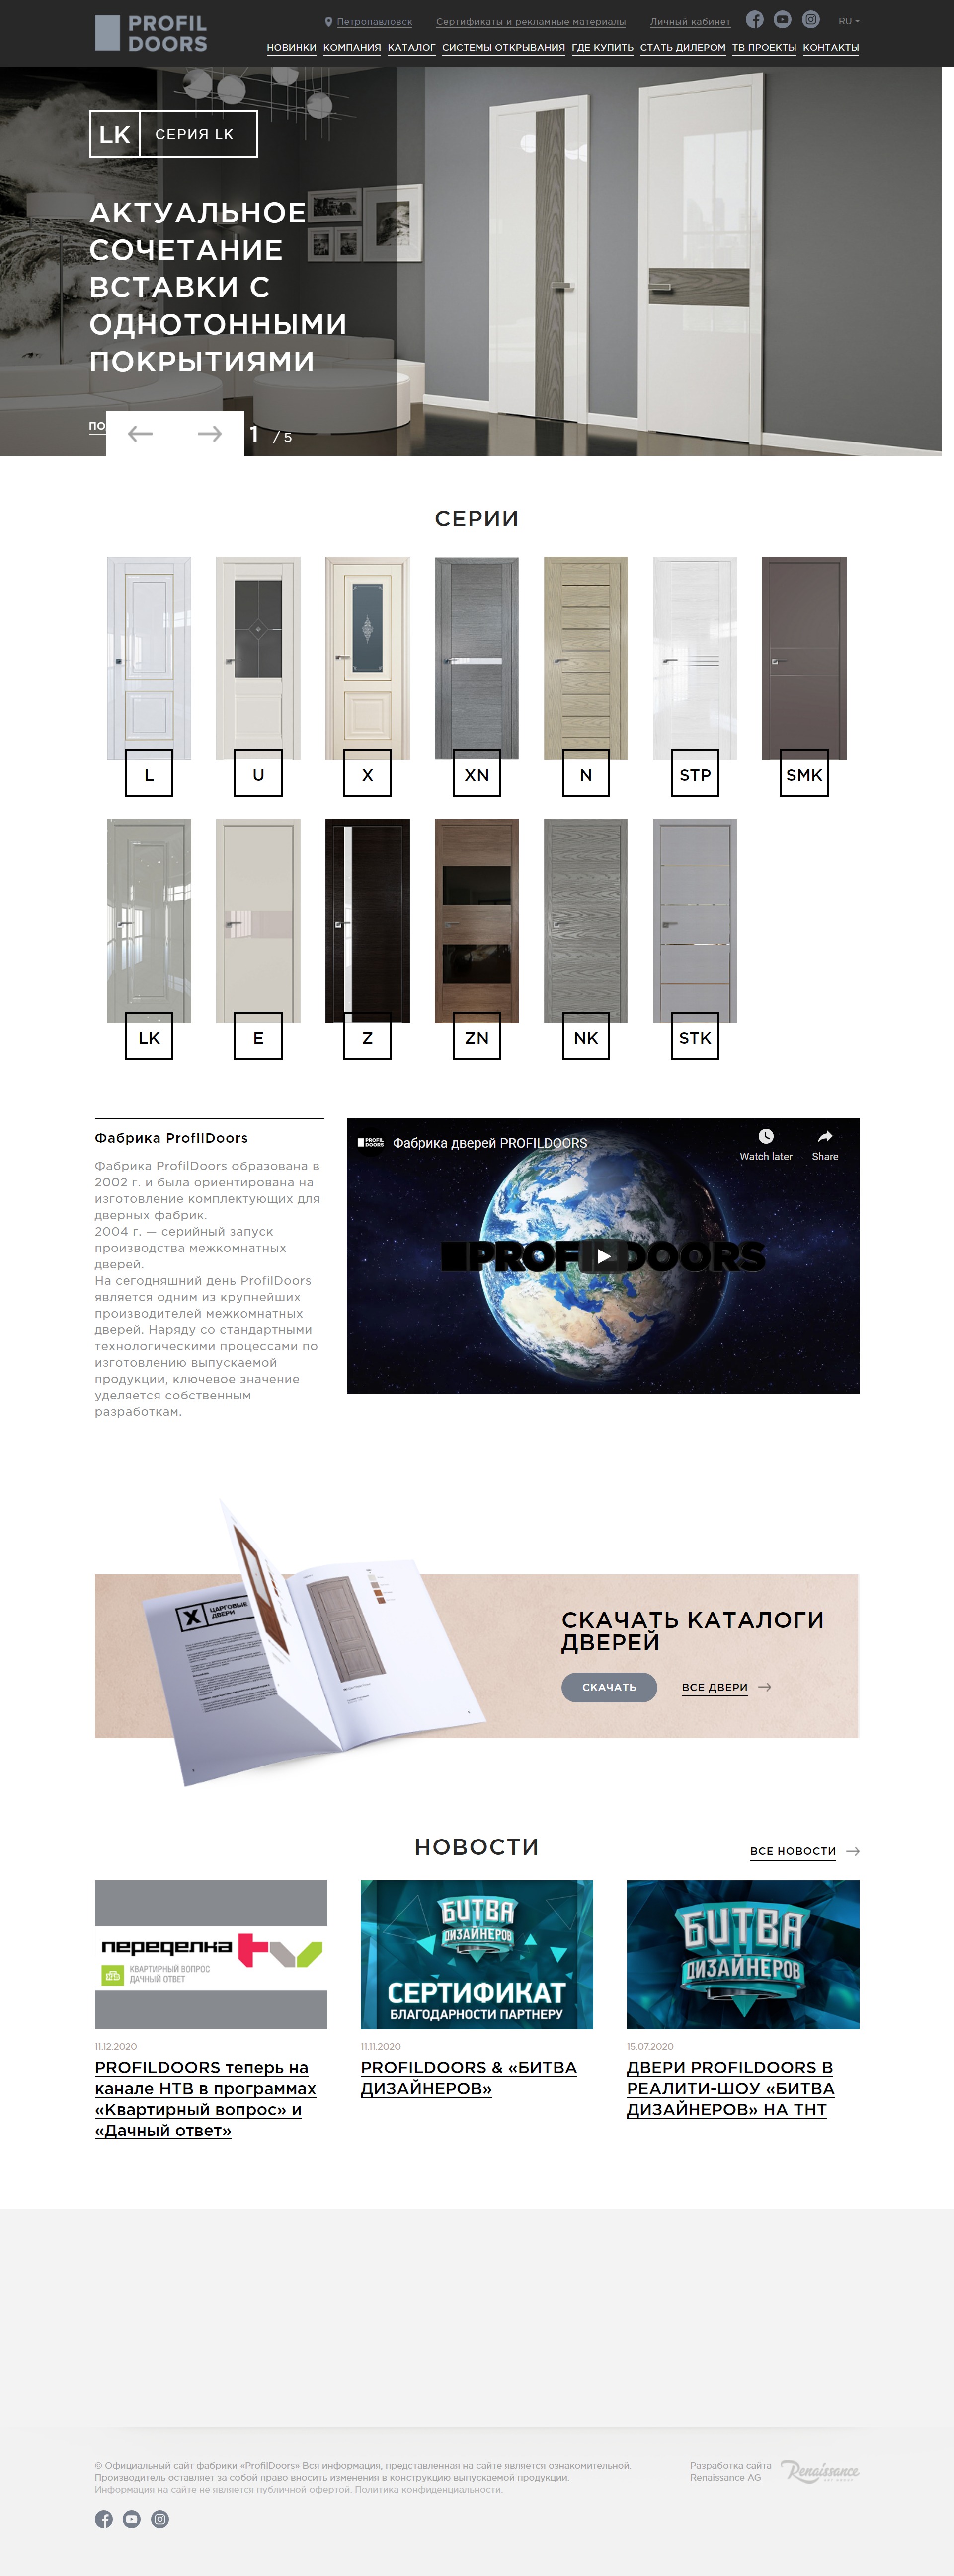 PROFIL
DOORS
Петропавловск
Сертификаты и рекламные материалы
Личный кабинет
RU
НОВИНКИ КОМПАНИЯ КАТАЛОГ СИСТЕМЫ ОТКРЫВАНИЯ ГДЕ КУПИТЬ СТАТЬ ДИЛЕРОМ ТВ ПРОЕКТЫ КОНТАКТЫ
LK СЕРИЯ LK
АКТУАЛЬНОЕ
СОЧЕТАНИЕ
ВСТАВКИ С
ОДНОТОННЫМИ
ПОКРЫТИЯМИ
ПО
1 / 5
СЕРИИ
L U X XN N STP SMK
LK E Z ZN NK STK
Фабрика ProfilDoors
Фабрика ProfilDoors образована в
2002 г. и была ориентирована на
изготовление комплектующих для
дверных фабрик.
2004 г. — серийный запуск
производства межкомнатных
дверей.
На сегодняшний день ProfilDoors
является одним из крупнейших
производителей межкомнатных
дверей. Наряду со стандартными
технологическими процессами по
изготовлению выпускаемой
продукции, ключевое значение
уделяется собственным
разработкам.
PROFIL
DOORS
Фабрика дверей PROFILDOORS
Watch later
Share
PROFILDOORS
X ЦАРГОВЫЕ
ДВЕРИ
СКАЧАТЬ КАТАЛОГИ
ДВЕРЕЙ
СКАЧАТЬ
ВСЕ ДВЕРИ
НОВОСТИ
ВСЕ НОВОСТИ
переделка
КВАРТИРНЫЙ ВОПРОС
ДАЧНЫЙ ОТВЕТ
11.12.2020
PROFILDOORS теперь на
канале НТВ в программах
«Квартирный вопрос» и
«Дачный ответ»
БИТВА
ДИЗАЙНЕРОВ
СЕРТИФИКАТ
БЛАГОДАРНОСТИ ПАРТНЕРУ
11.11.2020
PROFILDOORS & «БИТВА
ДИЗАЙНЕРОВ»
БИТВА
ДИЗАЙНЕРОВ
15.07.2020
ДВЕРИ PROFILDOORS В
РЕАЛИТИ-ШОУ «БИТВА
ДИЗАЙНЕРОВ» НА ТНТ
© Официальный сайт фабрики «ProfilDoors» Вся информация, представленная на сайте является ознакомительной.
Производитель оставляет за собой право вносить изменения в конструкцию выпускаемой продукции.
Информация на сайте не является публичной офертой. Политика конфиденциальности.
Разработка сайта
Renaissance AG
Renaissance